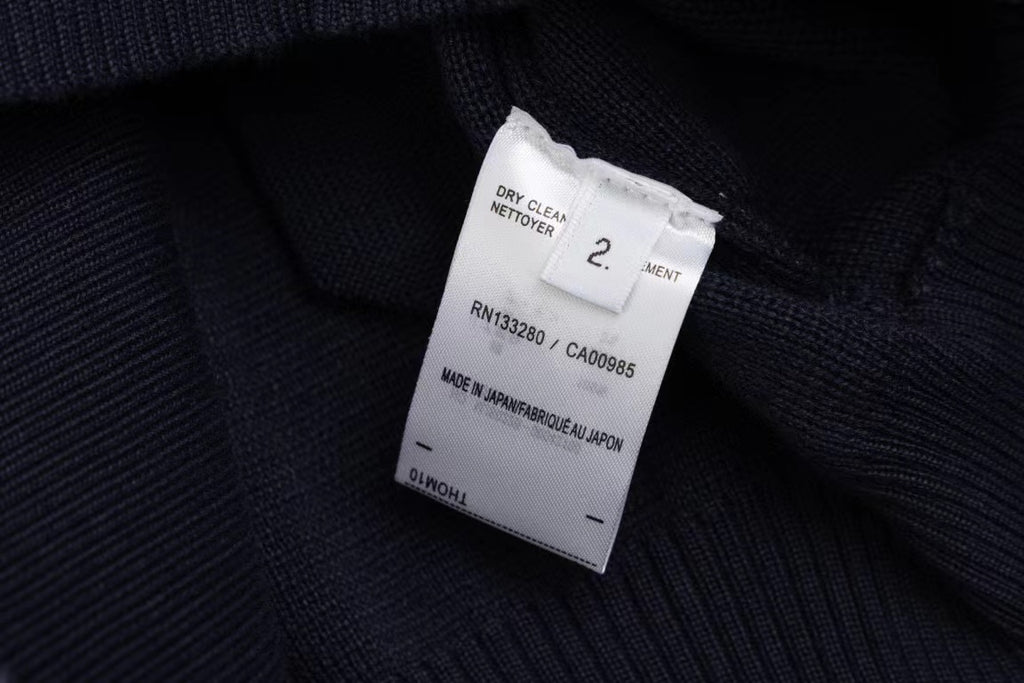 DRY CLEAN
NETTOYER
EMENT
2.
RN133280 / CA00985
MADE IN JAPAN/FABRIQUÉ AU JAPON
THOM10